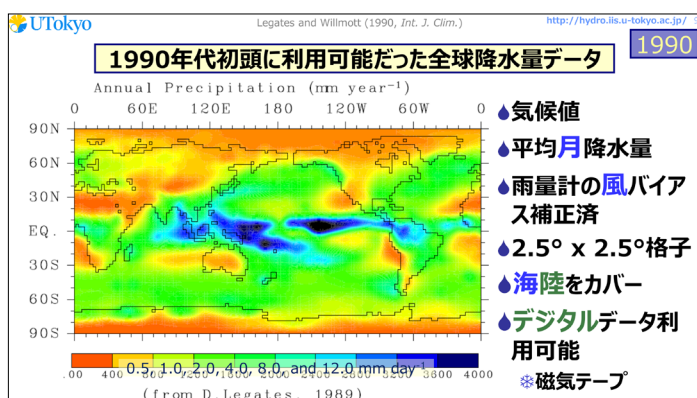 UTokyo
Legates and Willmott (1990, Int. J. Clim.)
http://hydro.iis.u-tokyo.ac.jp/ 9
1990
1990年代初頭に利用可能だった全球降水量データ
Annual Precipitation (mm year⁻¹)
0 60E 120E 180 120W 60W 0
90N
60N
30N
EQ.
30S
60S
90S
0.5, 1.0, 2.0, 4.0, 8.0, and 12.0 mm day⁻¹
3600 4000
(from D.Legates, 1989)
気候値
平均月降水量
雨量計の風バイア
ス補正済
2.5° x 2.5°格子
海陸をカバー
デジタルデータ利
用可能
磁気テープ